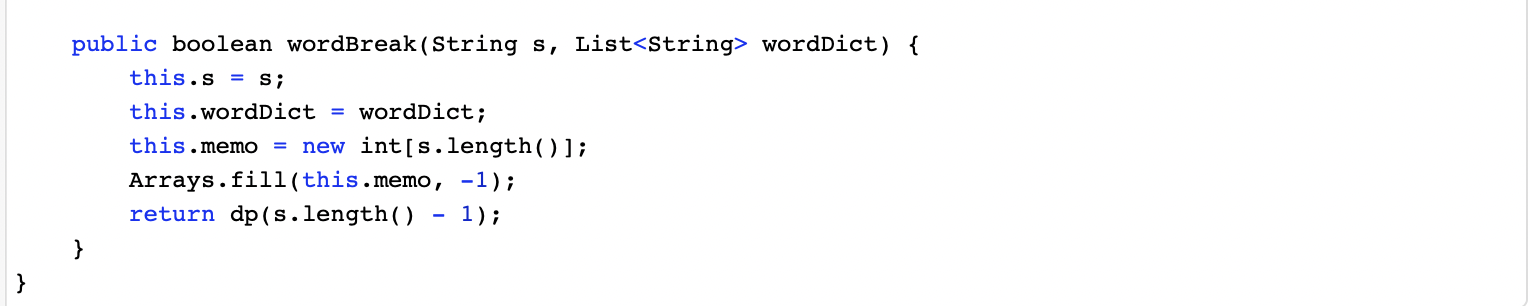 public boolean wordBreak(String s, List<String> wordDict) {
this.s = s;
this.wordDict = wordDict;
this.memo = new int[s.length()];
Arrays.fill(this.memo, -1);
return dp(s.length() - 1);
}
}